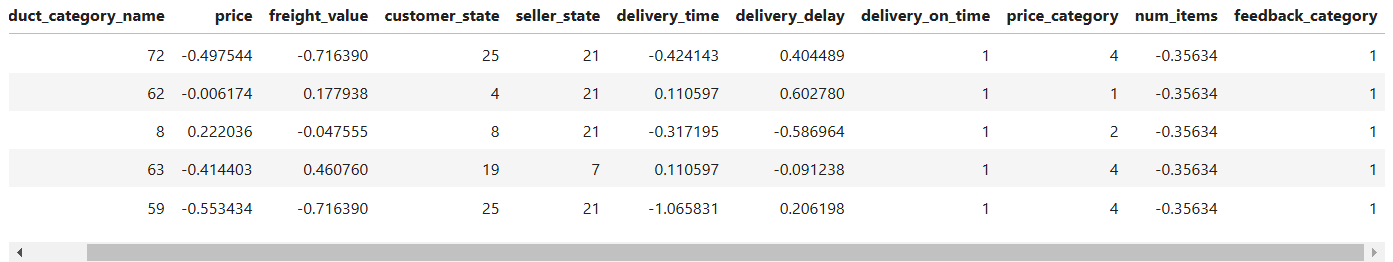 duct_category_name price freight_value customer_state seller_state delivery_time delivery_delay delivery_on_time price_category num_items feedback_category
72 -0.497544 -0.716390 25 21 -0.424143 0.404489 1 4 -0.35634 1
62 -0.006174 0.177938 4 21 0.110597 0.602780 1 1 -0.35634 1
8 0.222036 -0.047555 8 21 -0.317195 -0.586964 1 2 -0.35634 1
63 -0.414403 0.460760 19 7 0.110597 -0.091238 1 4 -0.35634 1
59 -0.553434 -0.716390 25 21 -1.065831 0.206198 1 4 -0.35634 1